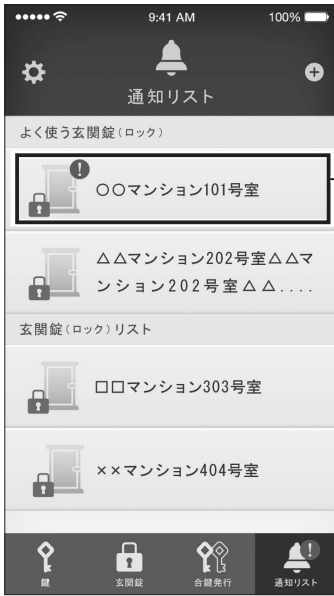 9:41 AM
100%
通知リスト
よく使う玄関錠(ロック)
!
○○マンション101号室
△△マンション202号室△△マ
ンション202号室△△....
玄関錠(ロック)リスト
□□マンション303号室
××マンション404号室
!
鍵
玄関錠
合鍵発行
通知リスト